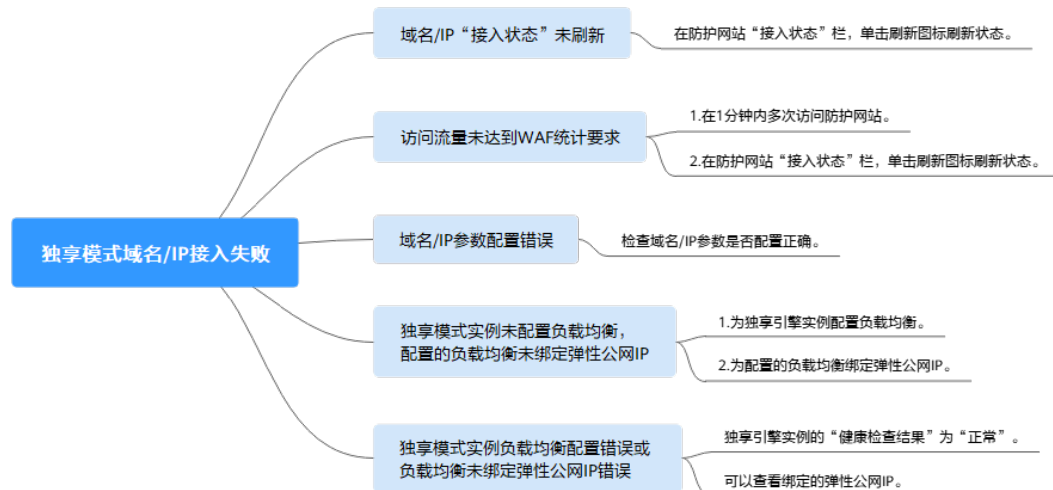 域名/IP“接入状态”未刷新
在防护网站“接入状态”栏，单击刷新图标刷新状态。
访问流量未达到WAF统计要求
1.在1分钟内多次访问防护网站。
2.在防护网站“接入状态”栏，单击刷新图标刷新状态。
独享模式域名/IP接入失败
域名/IP参数配置错误
检查域名/IP参数是否配置正确。
独享模式实例未配置负载均衡，
配置的负载均衡未绑定弹性公网IP
1.为独享引擎实例配置负载均衡。
2.为配置的负载均衡绑定弹性公网IP。
独享模式实例负载均衡配置错误或
负载均衡未绑定弹性公网IP错误
独享引擎实例的“健康检查结果”为“正常”。
可以查看绑定的弹性公网IP。